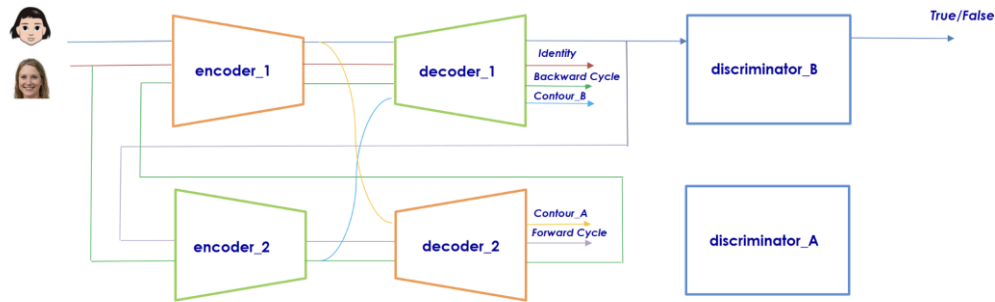 True/False
encoder_1
decoder_1
Identity
Backward Cycle
Contour_B
discriminator_B
encoder_2
decoder_2
Contour_A
Forward Cycle
discriminator_A